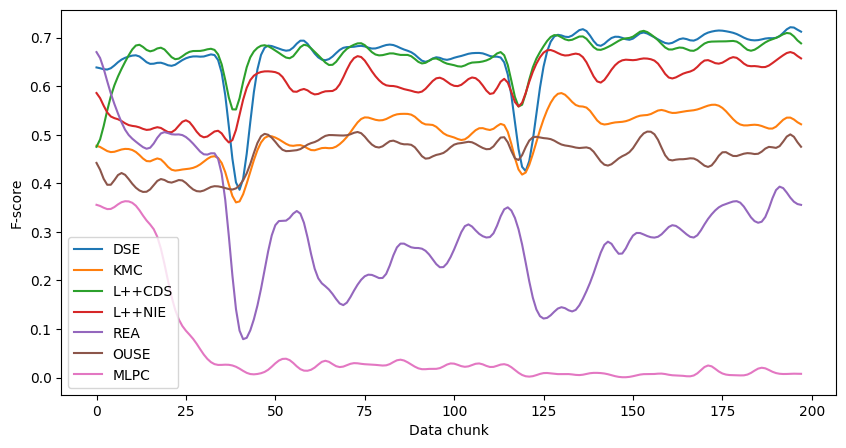 F-score
0.7
0.6
0.5
0.4
0.3
0.2
0.1
0.0
DSE
KMC
L++CDS
L++NIE
REA
OUSE
MLPC
0 25 50 75 100 125 150 175 200
Data chunk